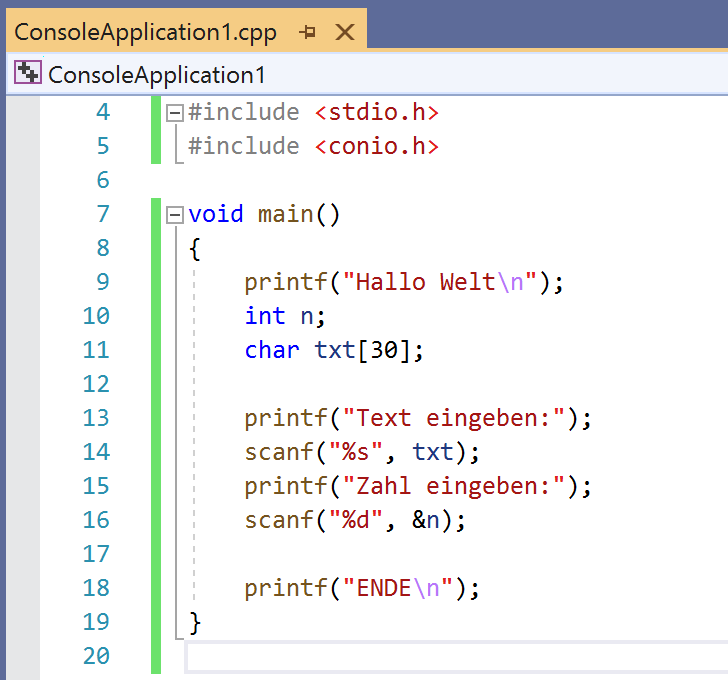 ConsoleApplication1.cpp
ConsoleApplication1
4 #include <stdio.h>
5 #include <conio.h>
6
7 void main()
8 {
9     printf("Hallo Welt\n");
10     int n;
11     char txt[30];
12
13     printf("Text eingeben:");
14     scanf("%s", txt);
15     printf("Zahl eingeben:");
16     scanf("%d", &n);
17
18     printf("ENDE\n");
19 }
20